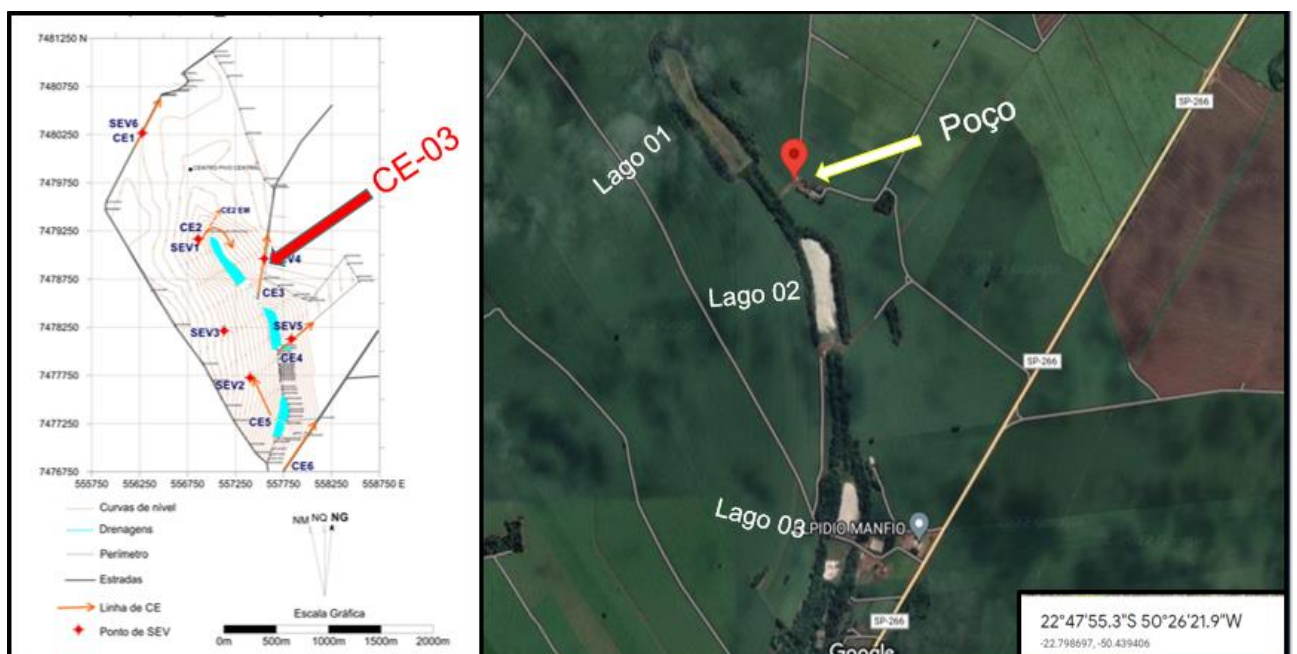 7481250 N
7480750
7480250
7479750
7479250
7478750
7478250
7477750
7477250
7476750
555750
556250
556750
557250
557750
558250
558750 E
SEV6
CE1
CENTRO PIVO CENTRAL
CE2 EM
CE2
SEV1
SEV4
CE3
SEV3
SEV5
CE4
SEV2
CE5
CE6
CE-03
Curvas de nível
Drenagens
Perímetro
Estradas
Linha de CE
Ponto de SEV
NM NQ NG
Escala Gráfica
0m 500m 1000m 1500m 2000m
SP-266
Poço
Lago 01
Lago 02
SP-266
Lago 03
ELPIDIO MANFIO
SP-266
Google
22°47'55.3"S 50°26'21.9"W
-22.798697, -50.439406